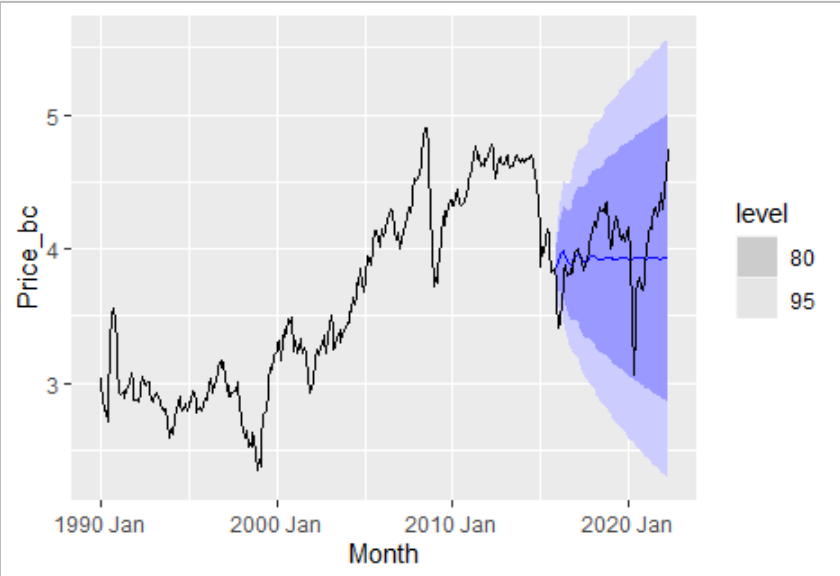 5
4
3
Price_bc
1990 Jan
2000 Jan
2010 Jan
2020 Jan
Month
level
80
95